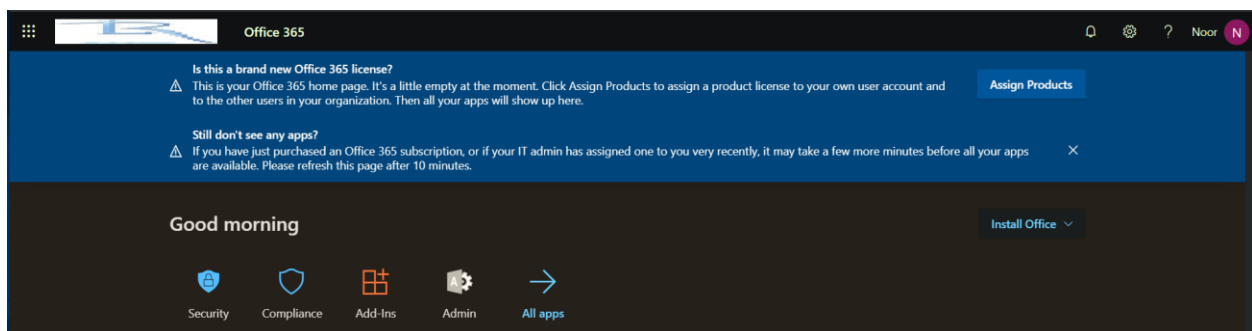 Office 365
Noor
N
Is this a brand new Office 365 license?
This is your Office 365 home page. It's a little empty at the moment. Click Assign Products to assign a product license to your own user account and
to the other users in your organization. Then all your apps will show up here.
Assign Products
Still don't see any apps?
If you have just purchased an Office 365 subscription, or if your IT admin has assigned one to you very recently, it may take a few more minutes before all your apps
are available. Please refresh this page after 10 minutes.
Good morning
Install Office
Security
Compliance
Add-Ins
Admin
All apps